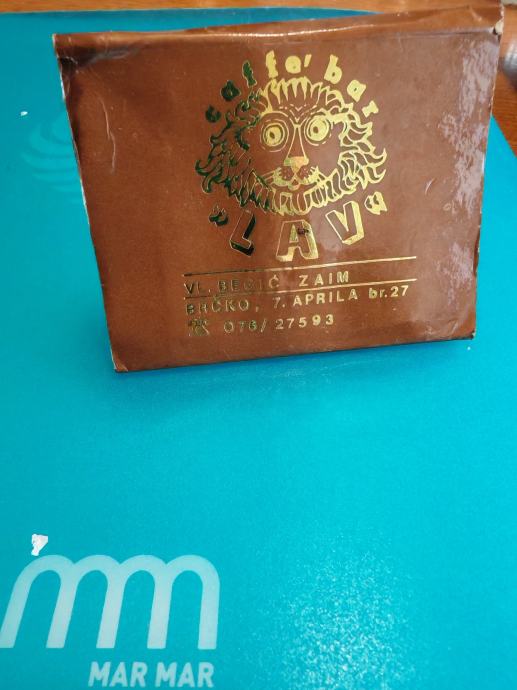 caffe' bar
"LAV"
VL. BEGIĆ ZAIM
BRČKO, 7. APRILA br. 27
☎ 076/27593
MAR MAR